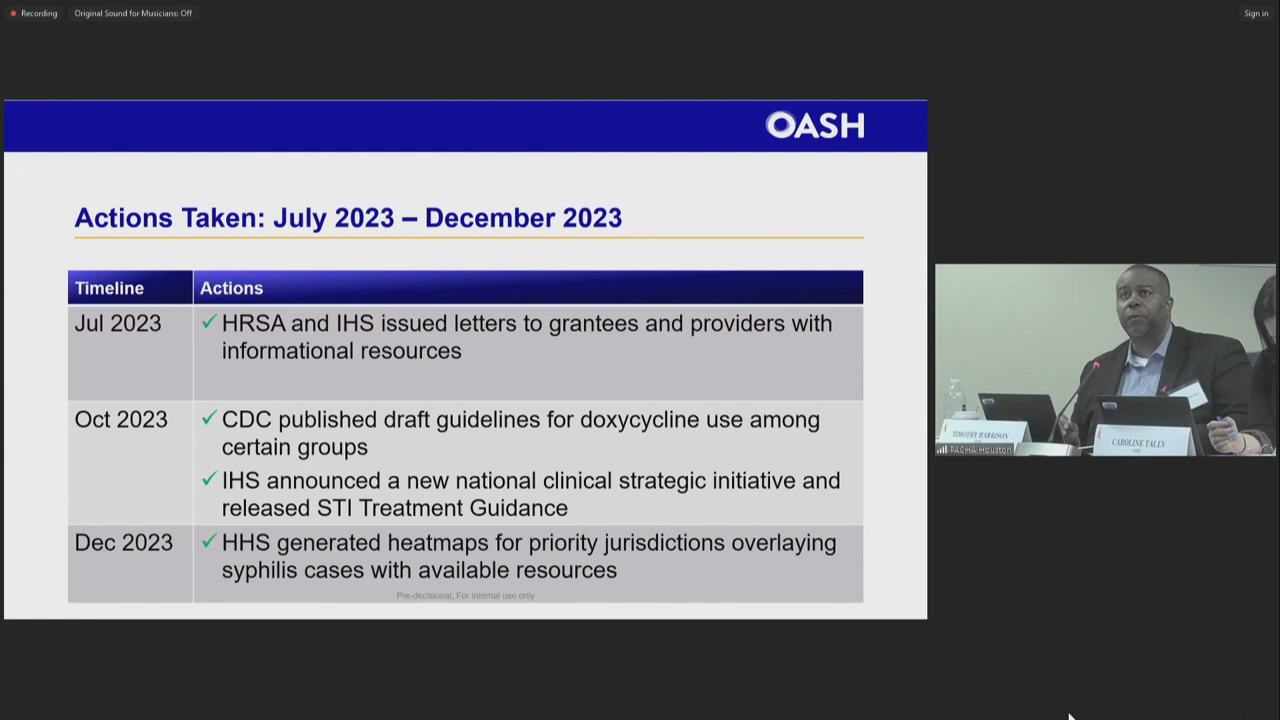 Recording
Original Sound for Musicians: Off
Sign in
OASH
Actions Taken: July 2023 – December 2023
Timeline
Actions
Jul 2023
✓ HRSA and IHS issued letters to grantees and providers with
informational resources
Oct 2023
✓ CDC published draft guidelines for doxycycline use among
certain groups
✓ IHS announced a new national clinical strategic initiative and
released STI Treatment Guidance
Dec 2023
✓ HHS generated heatmaps for priority jurisdictions overlaying
syphilis cases with available resources
Pre-decisional, For internal use only
TIMOTHY HARRISON
CAROLINE TALEV
PACHA Houston